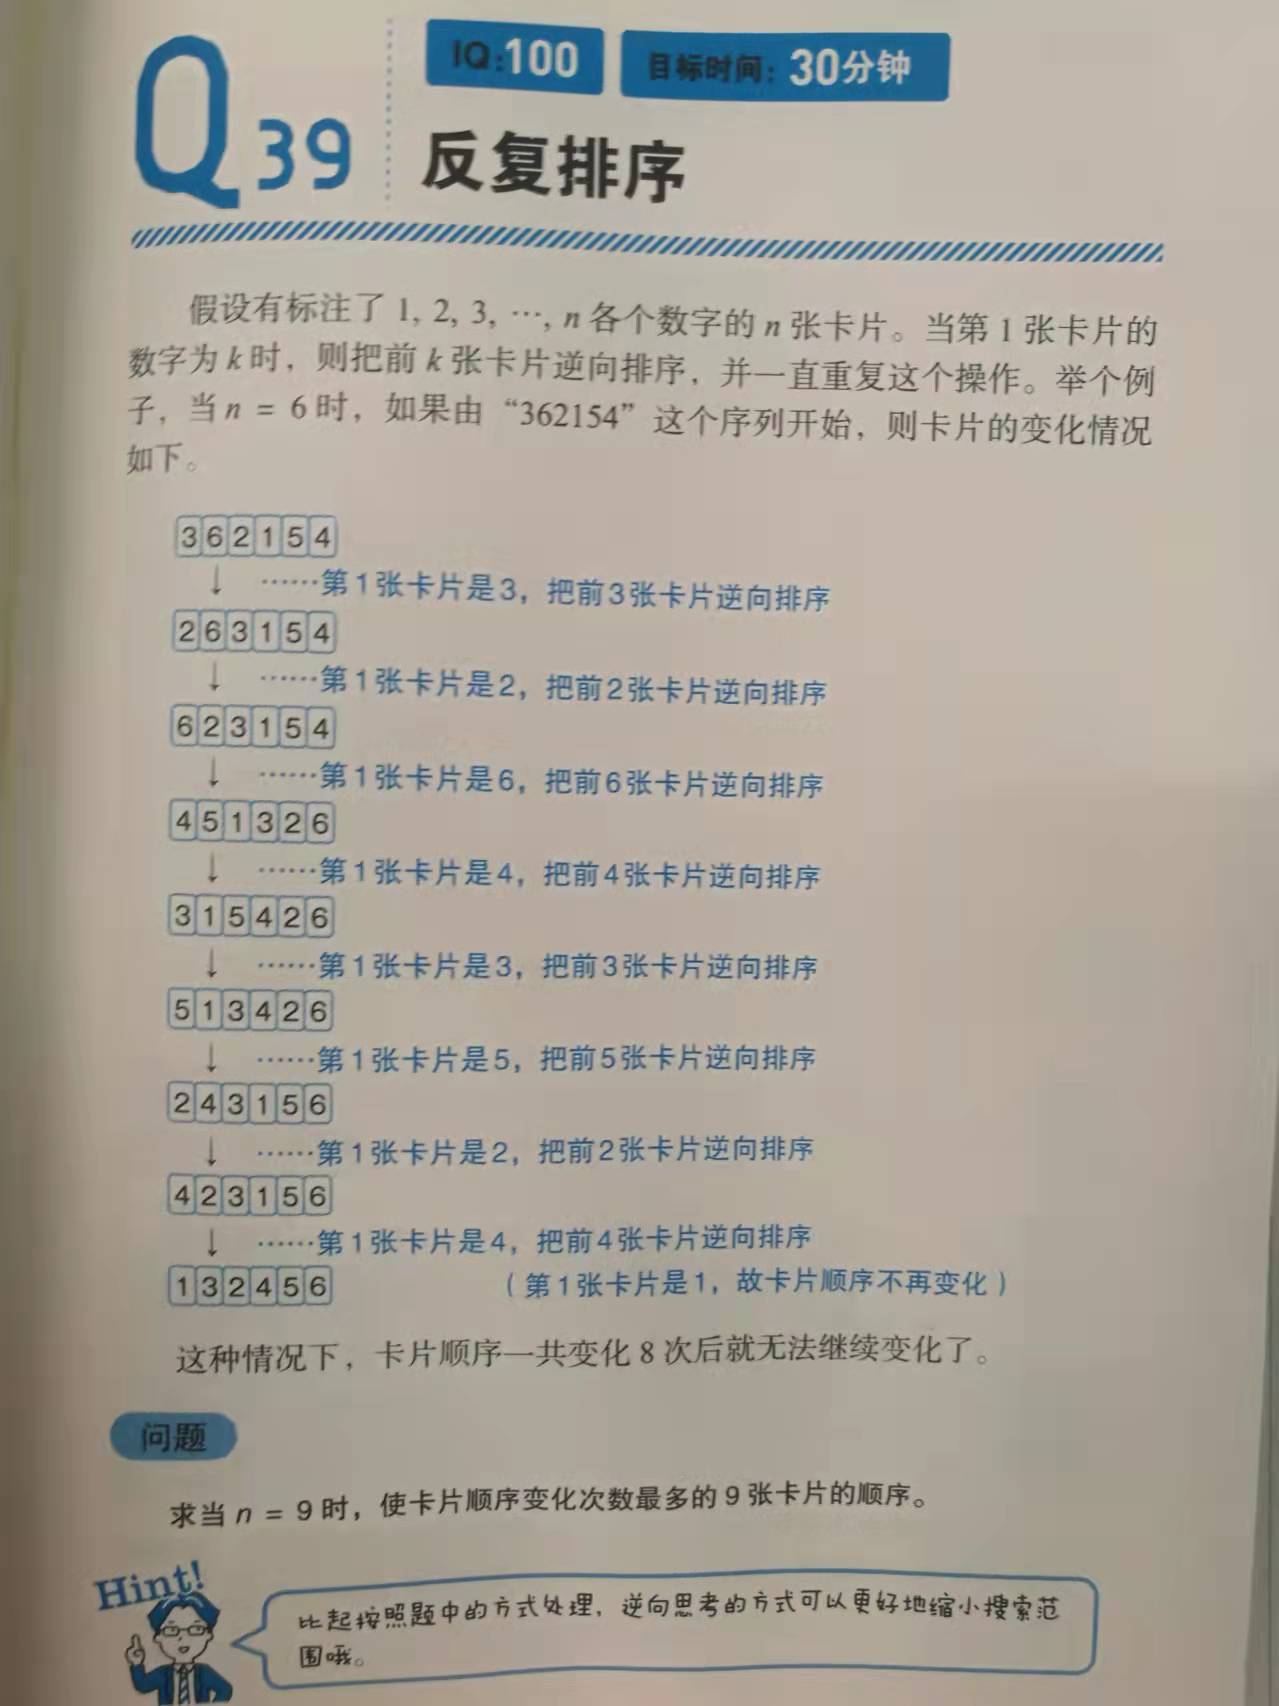 Q39
IQ:100 目标时间：30分钟
反复排序
假设有标注了 1, 2, 3, …, n 各个数字的 n 张卡片。当第 1 张卡片的
数字为 k 时，则把前 k 张卡片逆向排序，并一直重复这个操作。举个例
子，当 n = 6 时，如果由“362154”这个序列开始，则卡片的变化情况
如下。
362154
↓ ……第1张卡片是3，把前3张卡片逆向排序
263154
↓ ……第1张卡片是2，把前2张卡片逆向排序
623154
↓ ……第1张卡片是6，把前6张卡片逆向排序
451326
↓ ……第1张卡片是4，把前4张卡片逆向排序
315426
↓ ……第1张卡片是3，把前3张卡片逆向排序
513426
↓ ……第1张卡片是5，把前5张卡片逆向排序
243156
↓ ……第1张卡片是2，把前2张卡片逆向排序
423156
↓ ……第1张卡片是4，把前4张卡片逆向排序
132456 （第1张卡片是1，故卡片顺序不再变化）
这种情况下，卡片顺序一共变化 8 次后就无法继续变化了。
问题
求当 n = 9 时，使卡片顺序变化次数最多的 9 张卡片的顺序。
Hint!
比起按照题中的方式处理，逆向思考的方式可以更好地缩小搜索范
围哦。